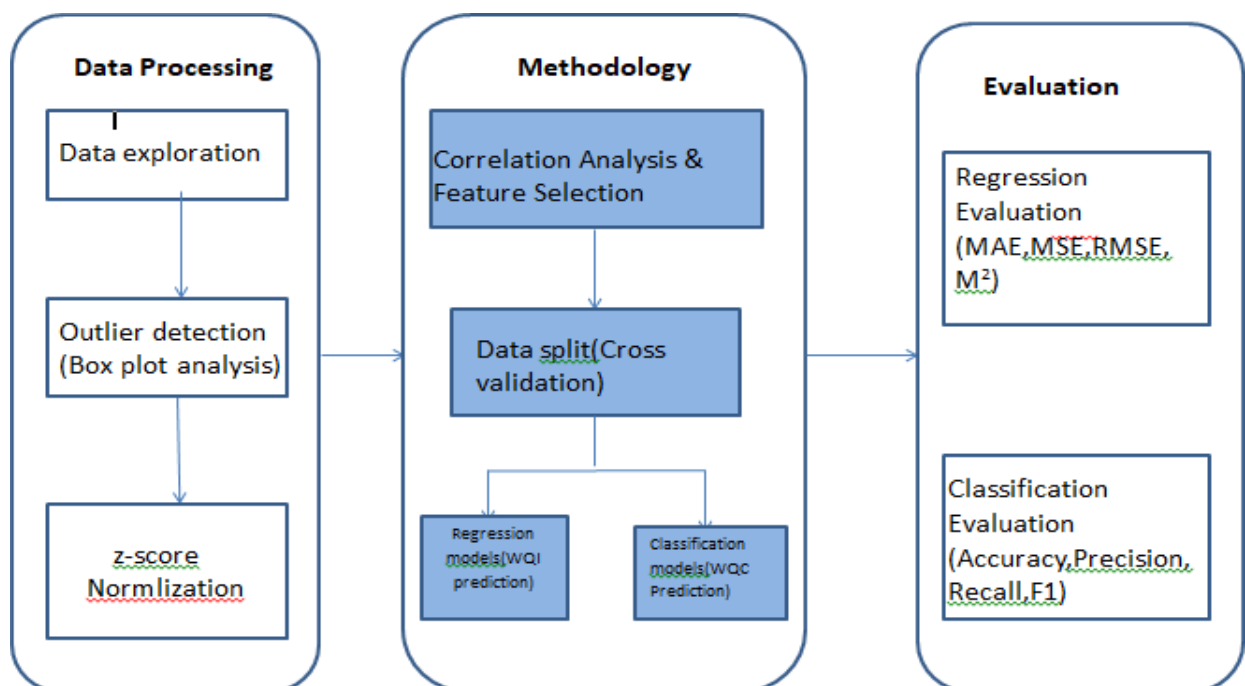 Data Processing
Data exploration
Outlier detection
(Box plot analysis)
z-score
Normlization
Methodology
Correlation Analysis &
Feature Selection
Data split(Cross
validation)
Regression
models(WQI
prediction)
Classification
models(WQC
Prediction)
Evaluation
Regression
Evaluation
(MAE,MSE,RMSE,
M²)
Classification
Evaluation
(Accuracy,Precision,
Recall,F1)